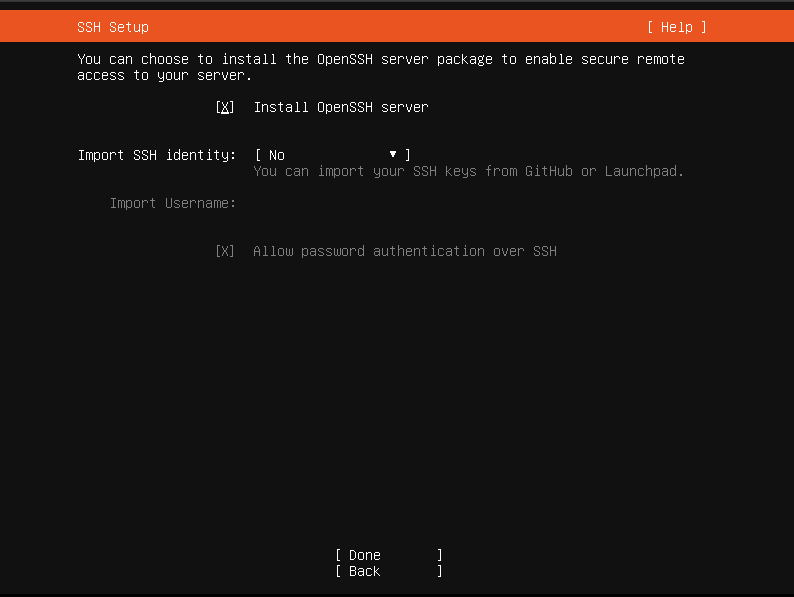 SSH Setup [ Help ]
You can choose to install the OpenSSH server package to enable secure remote
access to your server.
[X] Install OpenSSH server
Import SSH identity: [ No ▼ ]
You can import your SSH keys from GitHub or Launchpad.
Import Username:
[X] Allow password authentication over SSH
[ Done ]
[ Back ]